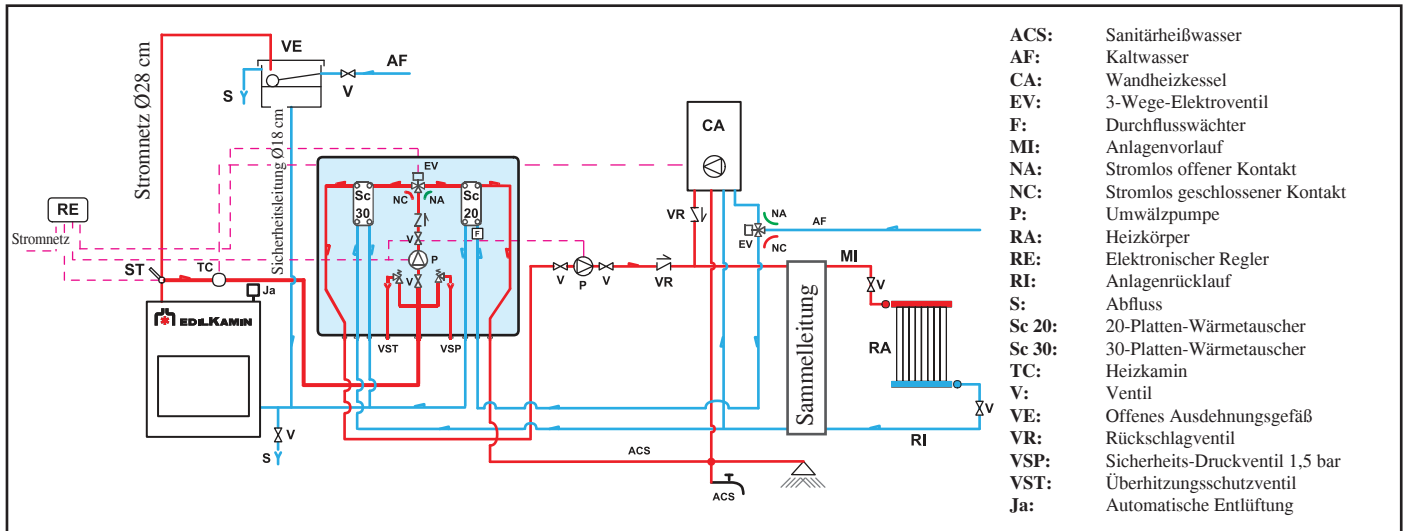 VE
AF
V
S
Stromnetz Ø28 cm
Sicherheitsleitung Ø18 cm
RE
Stromnetz
ST
TC
Ja
EDILKAMIN
V
S
EV
Sc 30
Sc 20
NC
NA
F
V
P
V
VST
VSP
CA
VR
NA
EV
NC
AF
V
P
V
VR
MI
V
Sammelleitung
RA
V
RI
ACS
ACS
ACS: Sanitärheißwasser
AF: Kaltwasser
CA: Wandheizkessel
EV: 3-Wege-Elektroventil
F: Durchflusswächter
MI: Anlagenvorlauf
NA: Stromlos offener Kontakt
NC: Stromlos geschlossener Kontakt
P: Umwälzpumpe
RA: Heizkörper
RE: Elektronischer Regler
RI: Anlagenrücklauf
S: Abfluss
Sc 20: 20-Platten-Wärmetauscher
Sc 30: 30-Platten-Wärmetauscher
TC: Heizkamin
V: Ventil
VE: Offenes Ausdehnungsgefäß
VR: Rückschlagventil
VSP: Sicherheits-Druckventil 1,5 bar
VST: Überhitzungsschutzventil
Ja: Automatische Entlüftung